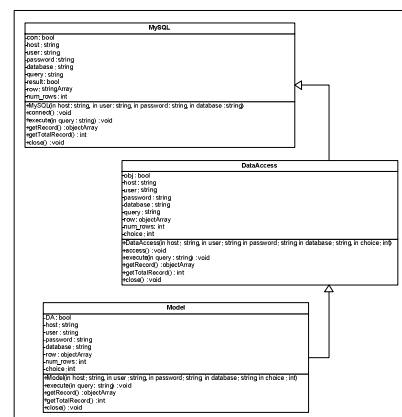 MySQL
-con : bool
-host : string
-user : string
-password : string
-database : string
-query : string
-result : bool
-row : stringArray
-num_rows : int
+MySQL(in host : string, in user : string, in password : string, in database : string)
+connect() : void
+execute(in query : string) : void
+getRecord() : objectArray
+getTotalRecord() : int
+close() : void
DataAccess
-obj : bool
-host : string
-user : string
-password : string
-database : string
-query : string
-row : objectArray
-num_rows : int
-choice : int
+DataAccess(in host : string, in user : string in password : string in database : string, in choice : int)
+access() : void
+execute(in query : string) : void
+getRecord() : objectArray
+getTotalRecord() : int
+close() : void
Model
-DA : bool
-host : string
-user : string
-password : string
-database : string
-row : objectArray
-num_rows : int
-choice : int
+Model(in host : string, in user : string, in password : string in database : string in choice : int)
+execute(in query : string) : void
+getRecord() : objectArray
+getTotalRecord() : int
+close() : void